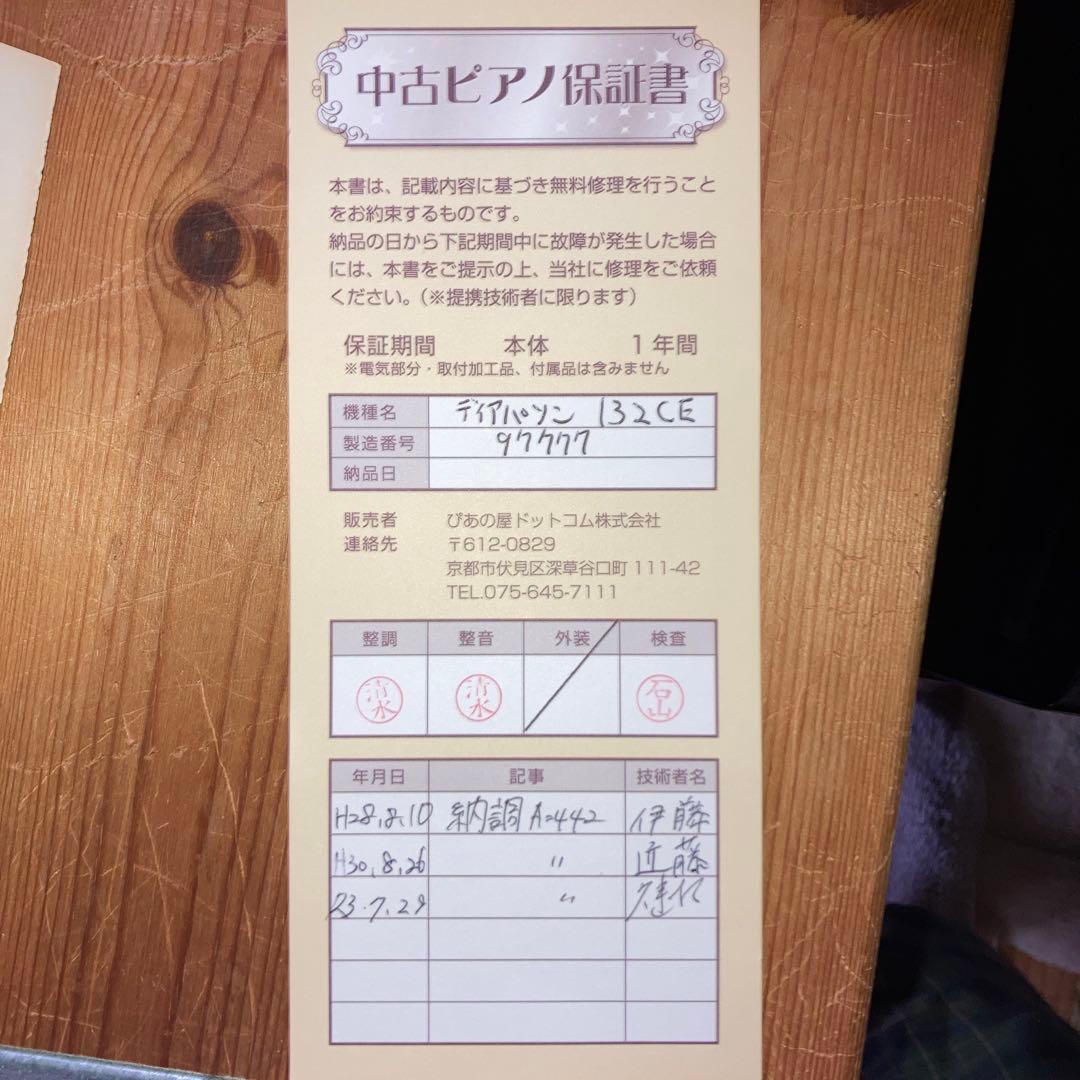 中古ピアノ保証書
本書は、記載内容に基づき無料修理を行うこと
をお約束するものです。
納品の日から下記期間中に故障が発生した場合
には、本書をご提示の上、当社に修理をご依頼
ください。（※提携技術者に限ります）
保証期間 本体 1年間
※電気部分・取付加工品、付属品は含みません
機種名 ディアパソン 132CE
製造番号 97777
納品日
販売者 ぴあの屋ドットコム株式会社
連絡先 〒612-0829
京都市伏見区深草谷口町 111-42
TEL.075-645-7111
整調 整音 外装 検査
清水 清水 石山
年月日 記事 技術者名
H28.8.10 納調 A=442 伊藤
H30.8.26 〃 近藤
23.7.29 〃